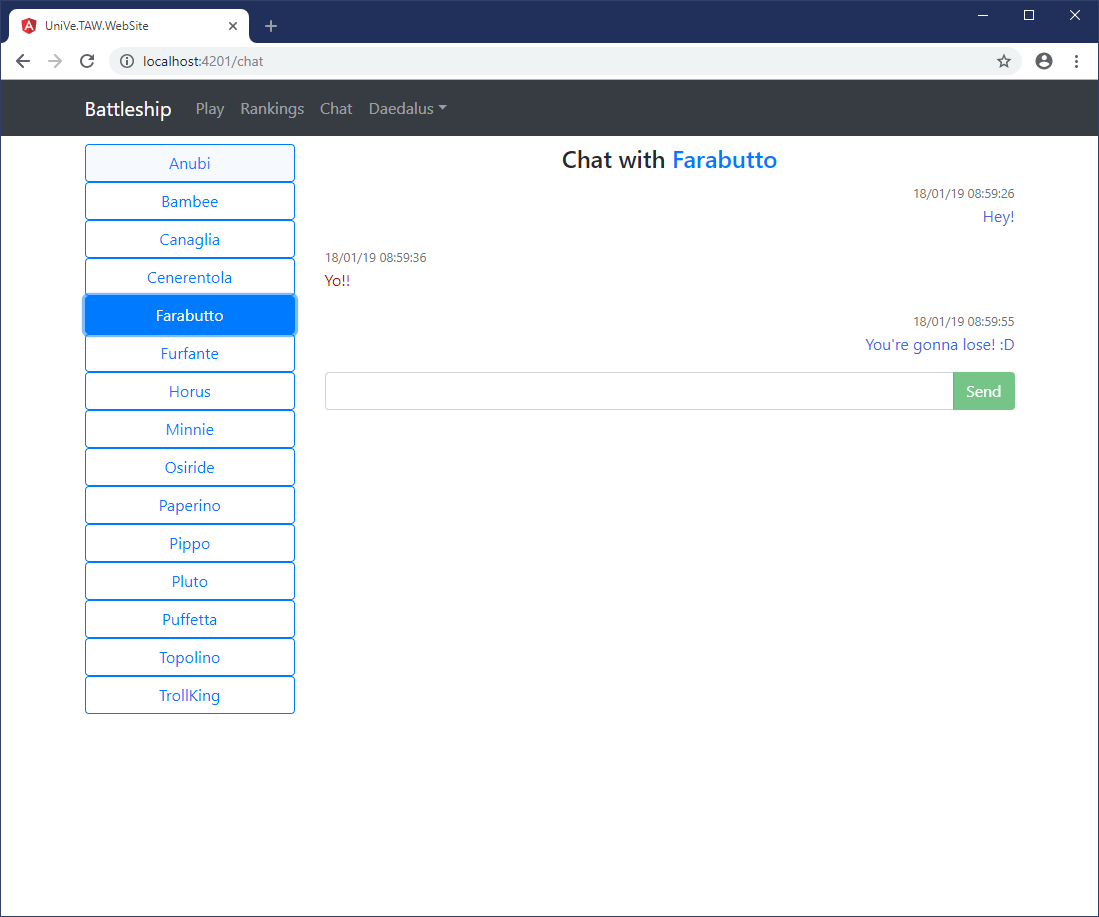 UniVe.TAW.WebSite
localhost:4201/chat
Battleship Play Rankings Chat Daedalus
Anubi
Bambee
Canaglia
Cenerentola
Farabutto
Furfante
Horus
Minnie
Osiride
Paperino
Pippo
Pluto
Puffetta
Topolino
TrollKing
Chat with Farabutto
18/01/19 08:59:26
Hey!
18/01/19 08:59:36
Yo!!
18/01/19 08:59:55
You're gonna lose! :D
Send